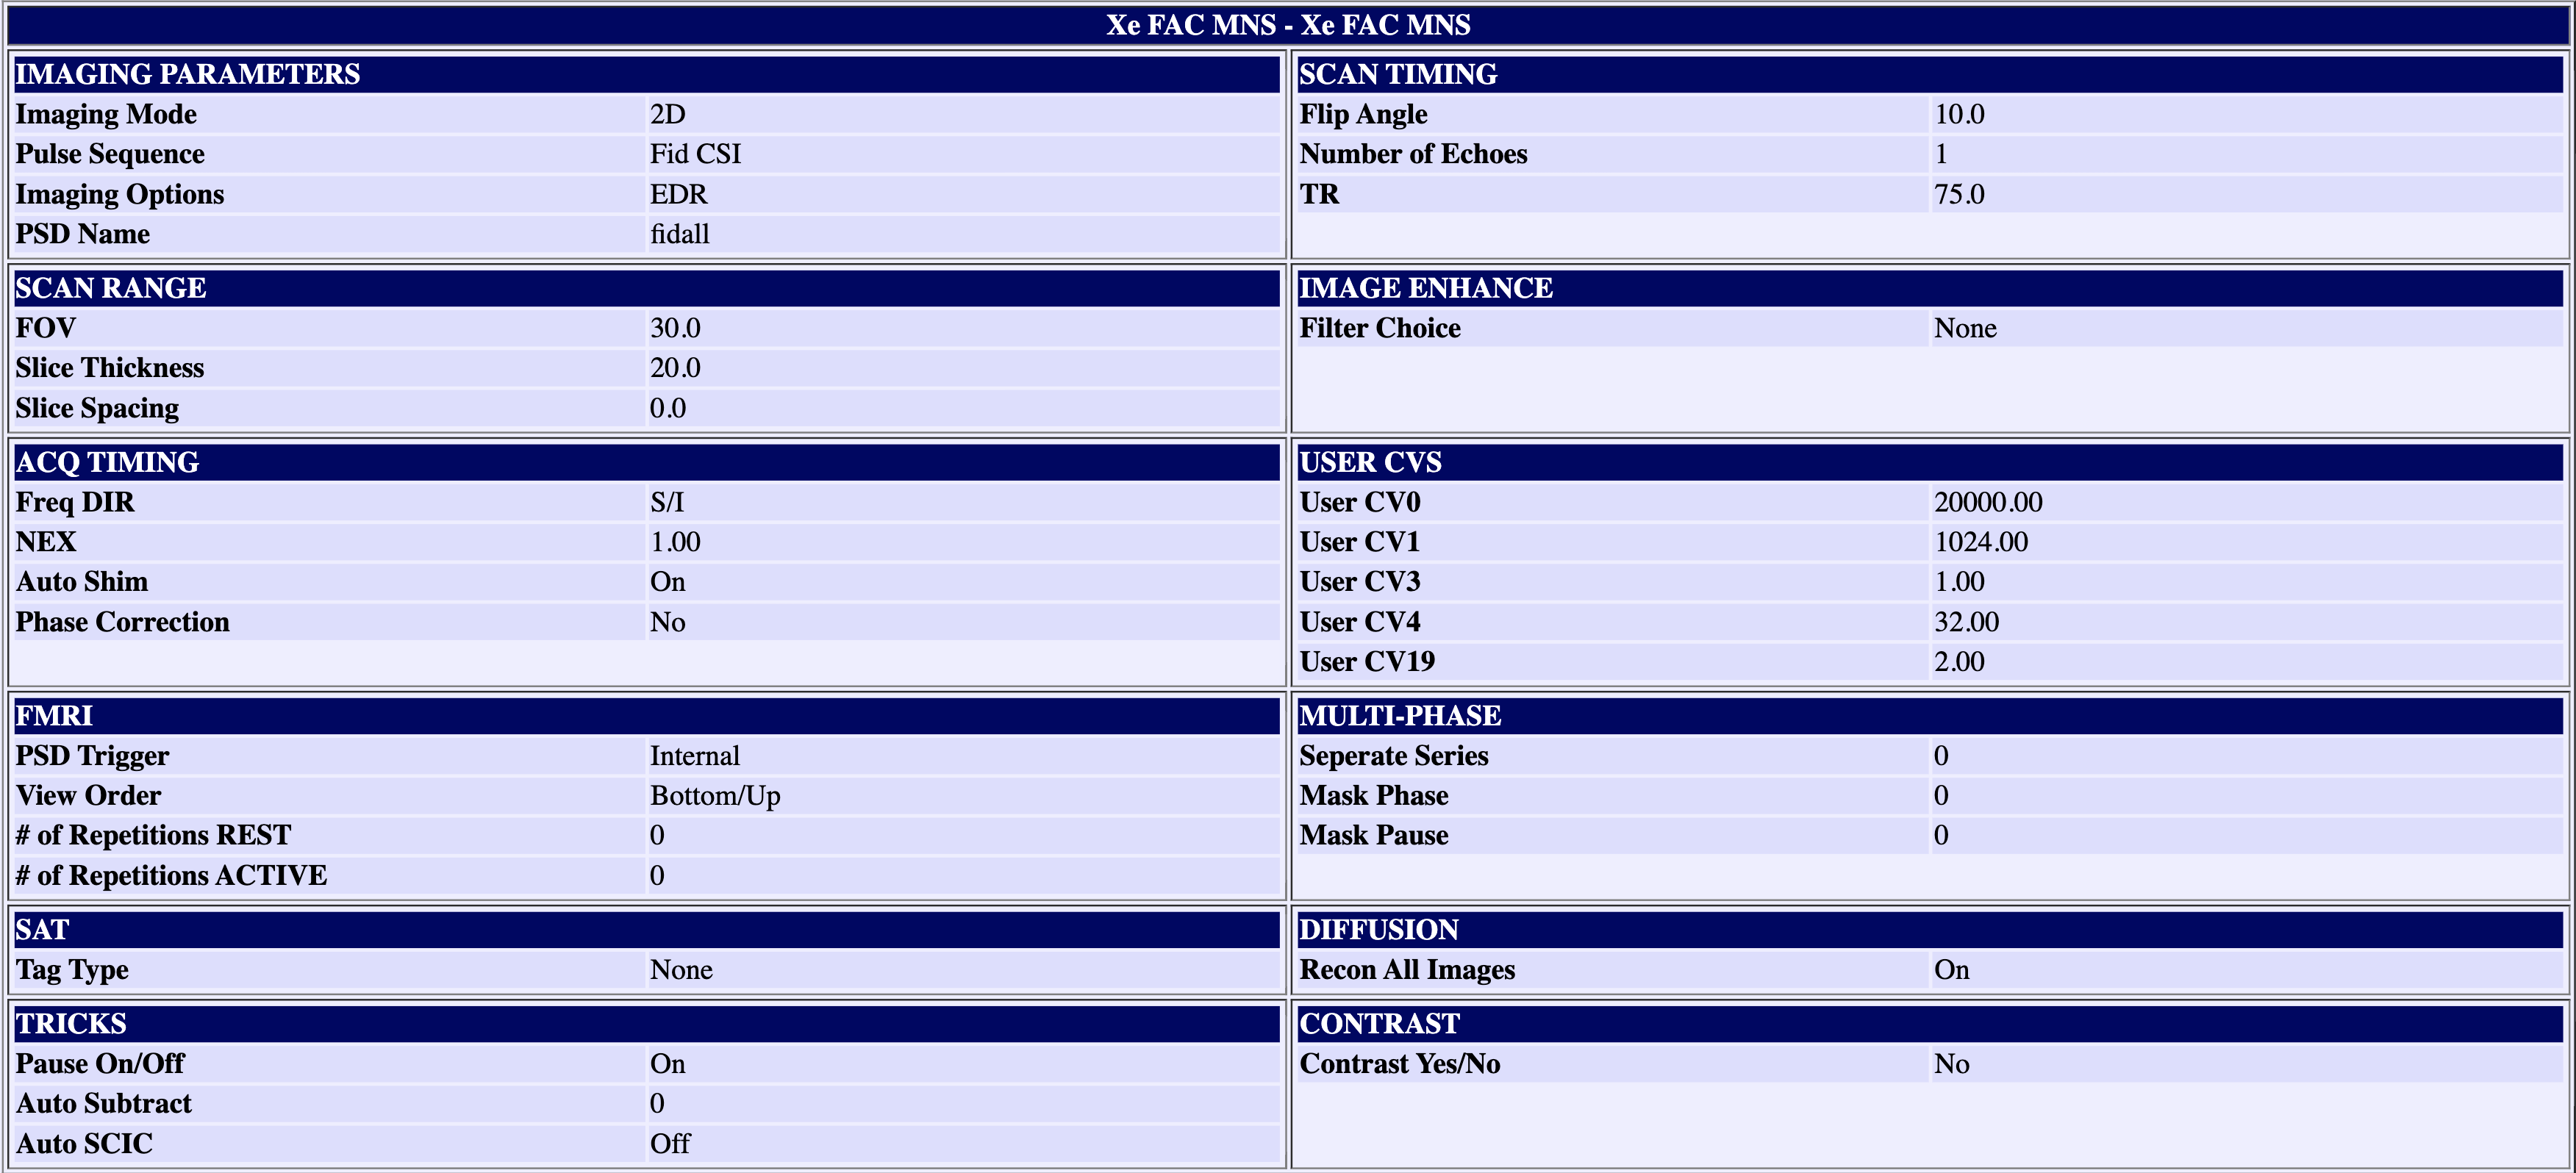 Xe FAC MNS - Xe FAC MNS
IMAGING PARAMETERS
Imaging Mode 2D
Pulse Sequence Fid CSI
Imaging Options EDR
PSD Name fidall
SCAN TIMING
Flip Angle 10.0
Number of Echoes 1
TR 75.0
SCAN RANGE
FOV 30.0
Slice Thickness 20.0
Slice Spacing 0.0
IMAGE ENHANCE
Filter Choice None
ACQ TIMING
Freq DIR S/I
NEX 1.00
Auto Shim On
Phase Correction No
USER CVS
User CV0 20000.00
User CV1 1024.00
User CV3 1.00
User CV4 32.00
User CV19 2.00
FMRI
PSD Trigger Internal
View Order Bottom/Up
# of Repetitions REST 0
# of Repetitions ACTIVE 0
MULTI-PHASE
Seperate Series 0
Mask Phase 0
Mask Pause 0
SAT
Tag Type None
DIFFUSION
Recon All Images On
TRICKS
Pause On/Off On
Auto Subtract 0
Auto SCIC Off
CONTRAST
Contrast Yes/No No